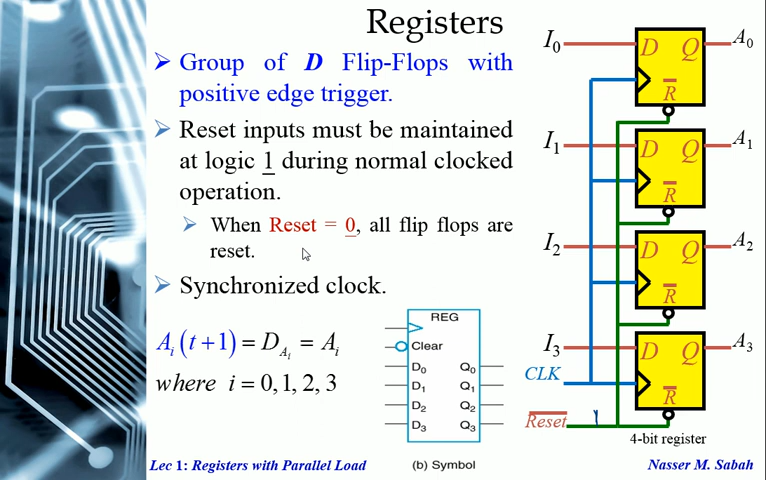 Registers
➢ Group of D Flip-Flops with
positive edge trigger.
➢ Reset inputs must be maintained
at logic 1 during normal clocked
operation.
➢ When Reset = 0, all flip flops are
reset.
➢ Synchronized clock.
A_i(t+1) = D_{A_i} = A_i
where i = 0, 1, 2, 3
REG
Clear
D₀ Q₀
D₁ Q₁
D₂ Q₂
D₃ Q₃
(b) Symbol
I₀ D Q A₀
R̅
I₁ D Q A₁
R̅
I₂ D Q A₂
R̅
I₃ D Q A₃
CLK
R̅
R̅e̅s̅e̅t̅
4-bit register
Lec 1: Registers with Parallel Load
Nasser M. Sabah